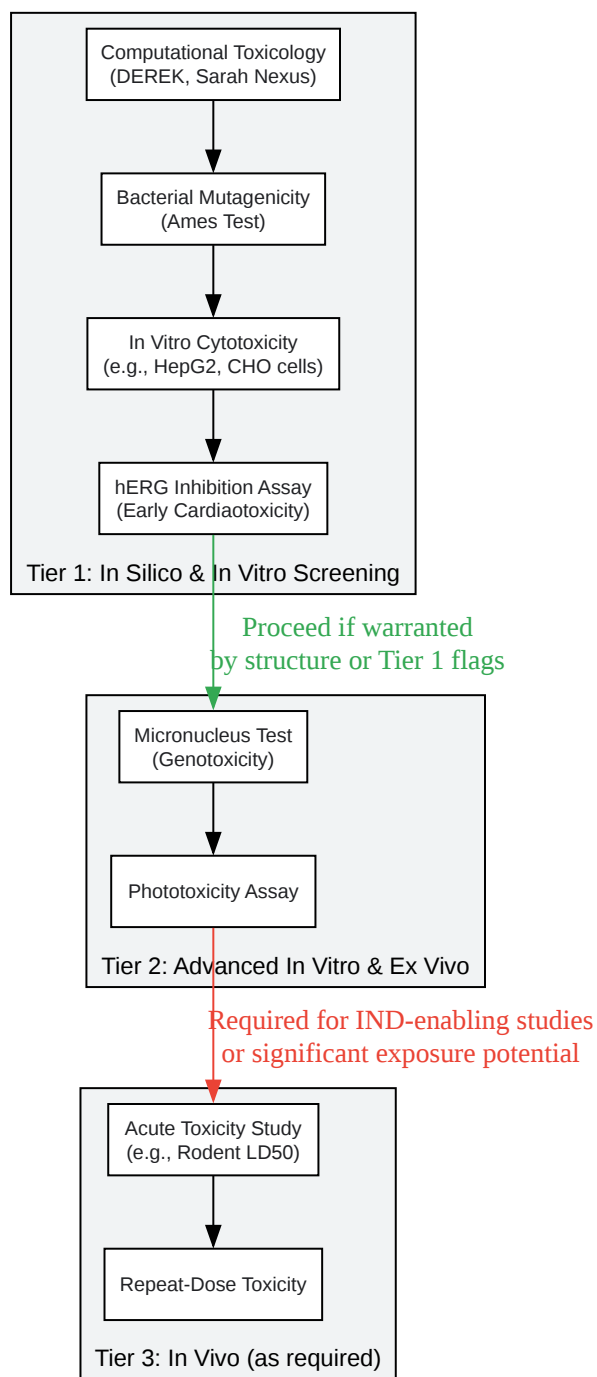 Computational Toxicology
(DEREK, Sarah Nexus)
Bacterial Mutagenicity
(Ames Test)
In Vitro Cytotoxicity
(e.g., HepG2, CHO cells)
hERG Inhibition Assay
(Early Cardiaotoxicity)
Tier 1: In Silico & In Vitro Screening
Proceed if warranted
by structure or Tier 1 flags
Micronucleus Test
(Genotoxicity)
Phototoxicity Assay
Tier 2: Advanced In Vitro & Ex Vivo
Required for IND-enabling studies
or significant exposure potential
Acute Toxicity Study
(e.g., Rodent LD50)
Repeat-Dose Toxicity
Tier 3: In Vivo (as required)